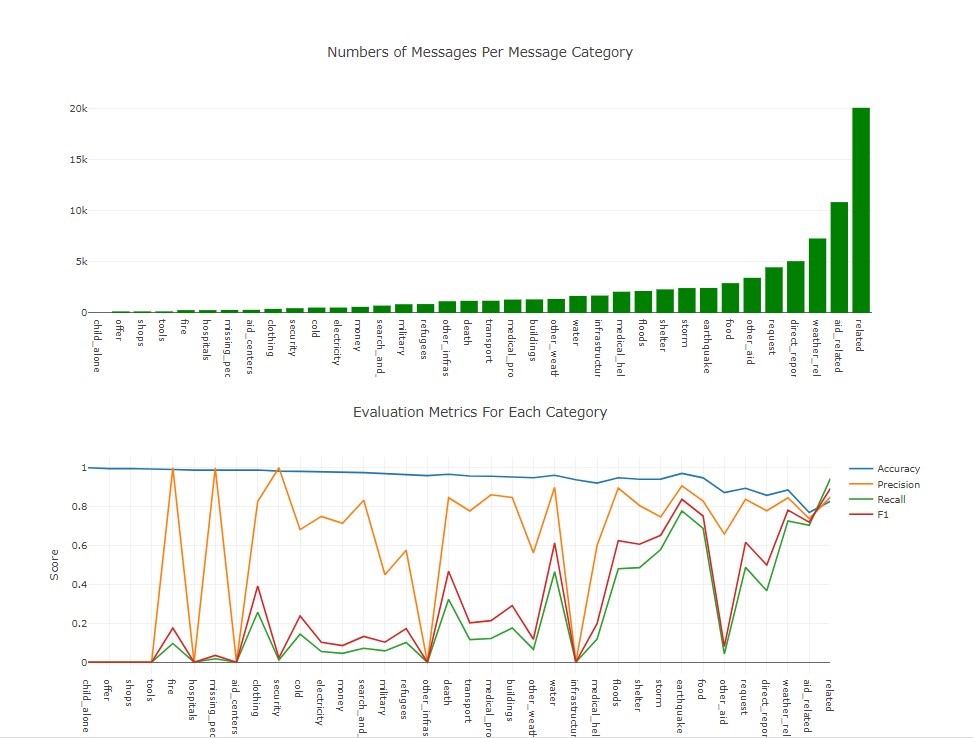 Numbers of Messages Per Message Category
20k
15k
10k
5k
0
child_alone
offer
shops
tools
fire
hospitals
missing_pec
aid_centers
clothing
security
cold
electricity
money
search_and_
military
refugees
other_infras
death
transport
medical_pro
buildings
other_weath
water
infrastructur
medical_hel
floods
shelter
storm
earthquake
food
other_aid
request
direct_repor
weather_rel
aid_related
related
Evaluation Metrics For Each Category
1
0.8
0.6
0.4
0.2
0
Score
Accuracy
Precision
Recall
F1
child_alone
offer
shops
tools
fire
hospitals
missing_pec
aid_centers
clothing
security
cold
electricity
money
search_and_
military
refugees
other_infras
death
transport
medical_pro
buildings
other_weath
water
infrastructur
medical_hel
floods
shelter
storm
earthquake
food
other_aid
request
direct_repor
weather_rel
aid_related
related